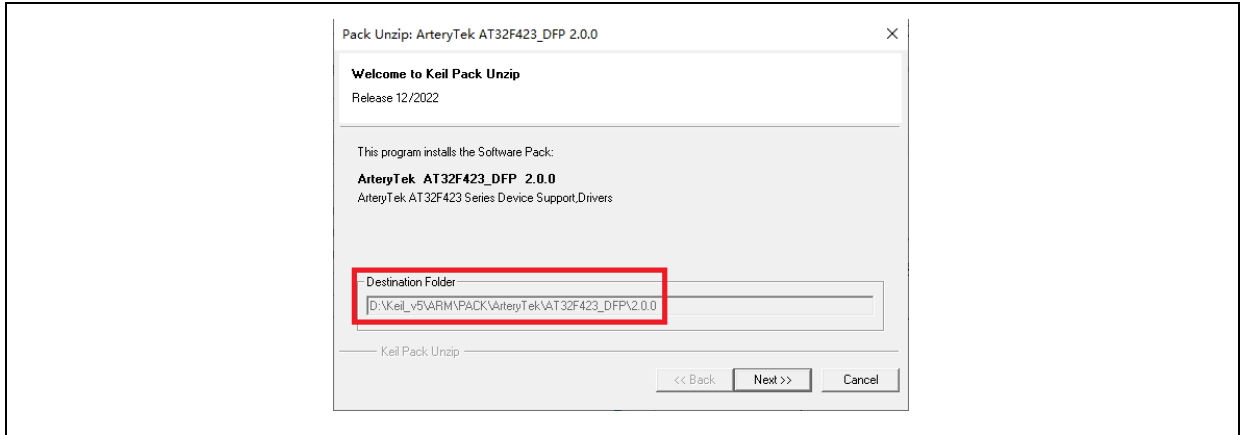 Pack Unzip: ArteryTek AT32F423_DFP 2.0.0
Welcome to Keil Pack Unzip
Release 12/2022
This program installs the Software Pack:
ArteryTek AT32F423_DFP 2.0.0
ArteryTek AT32F423 Series Device Support,Drivers
Destination Folder
D:\Keil_v5\ARM\PACK\ArteryTek\AT32F423_DFP\2.0.0
Keil Pack Unzip
<< Back Next >> Cancel